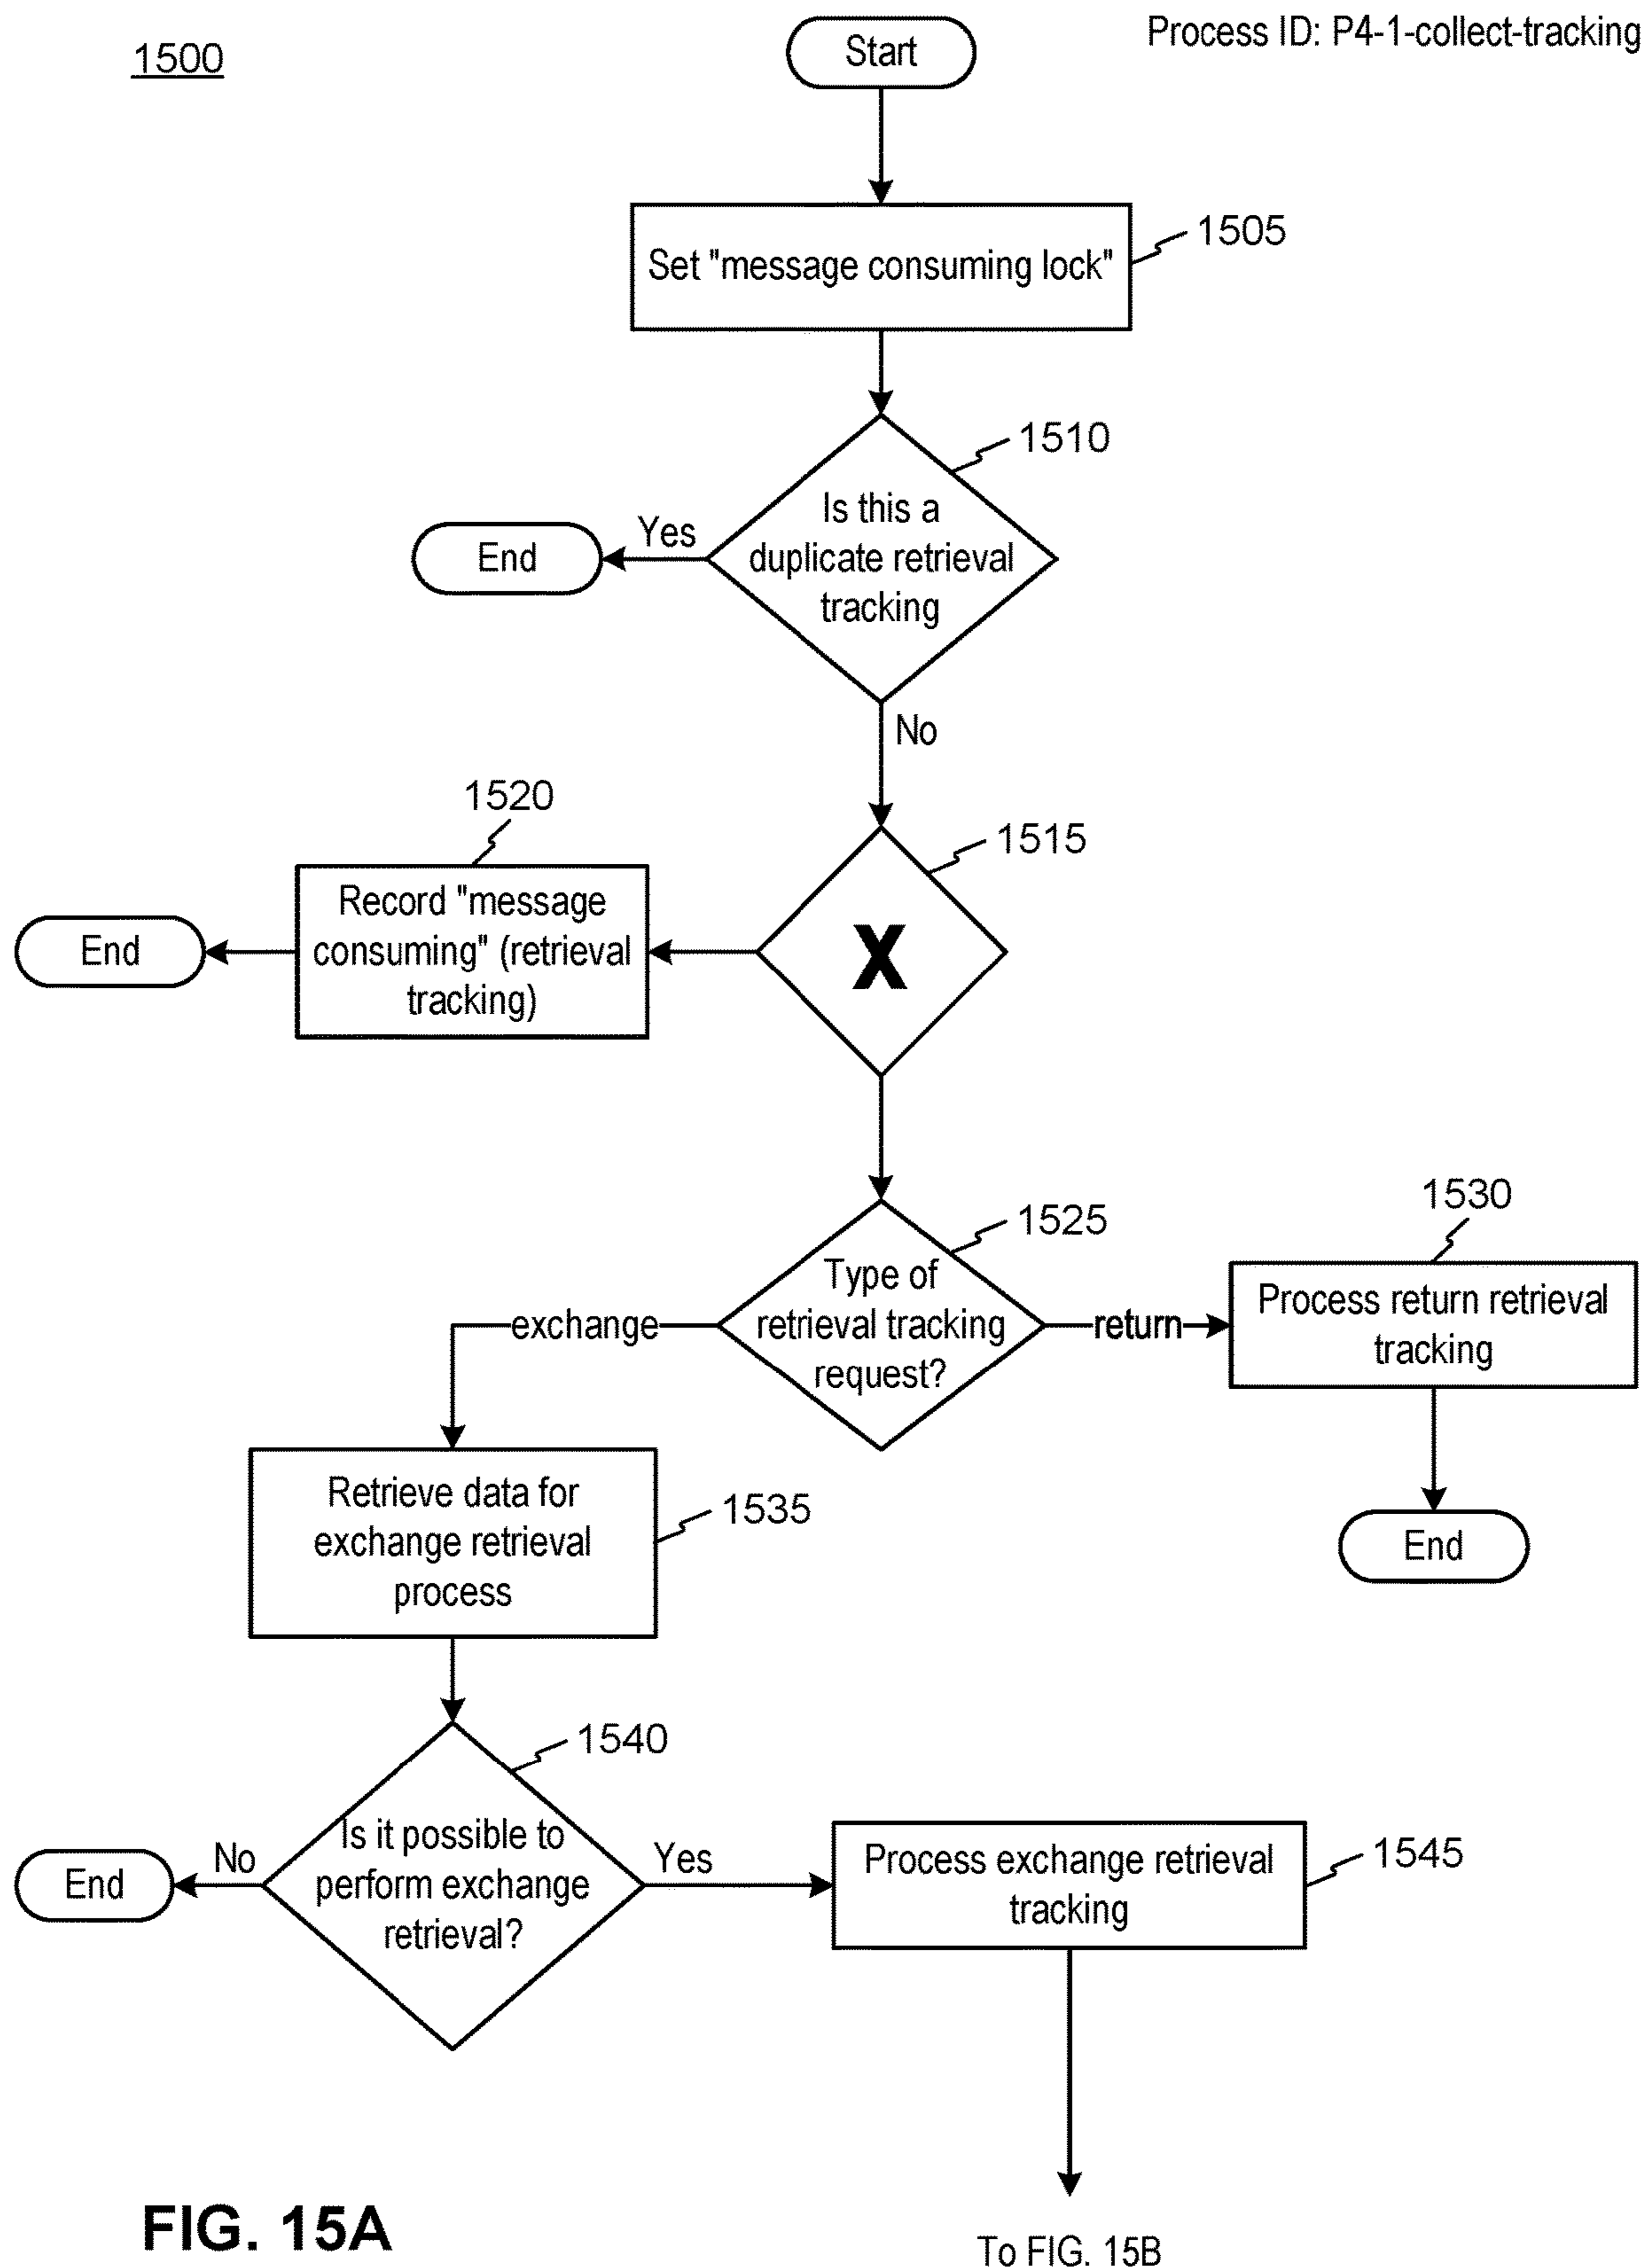 1500
Start
Process ID: P4-1-collect-tracking
Set "message consuming lock"
1505
1510
Is this a
duplicate retrieval
tracking
Yes
End
No
1520
1515
Record "message
consuming" (retrieval
tracking)
End
X
1525
1530
Type of
retrieval tracking
request?
exchange
return
Process return retrieval
tracking
End
Retrieve data for
exchange retrieval
process
1535
1540
Is it possible to
perform exchange
retrieval?
No
End
Yes
Process exchange retrieval
tracking
1545
FIG. 15A
To FIG. 15B